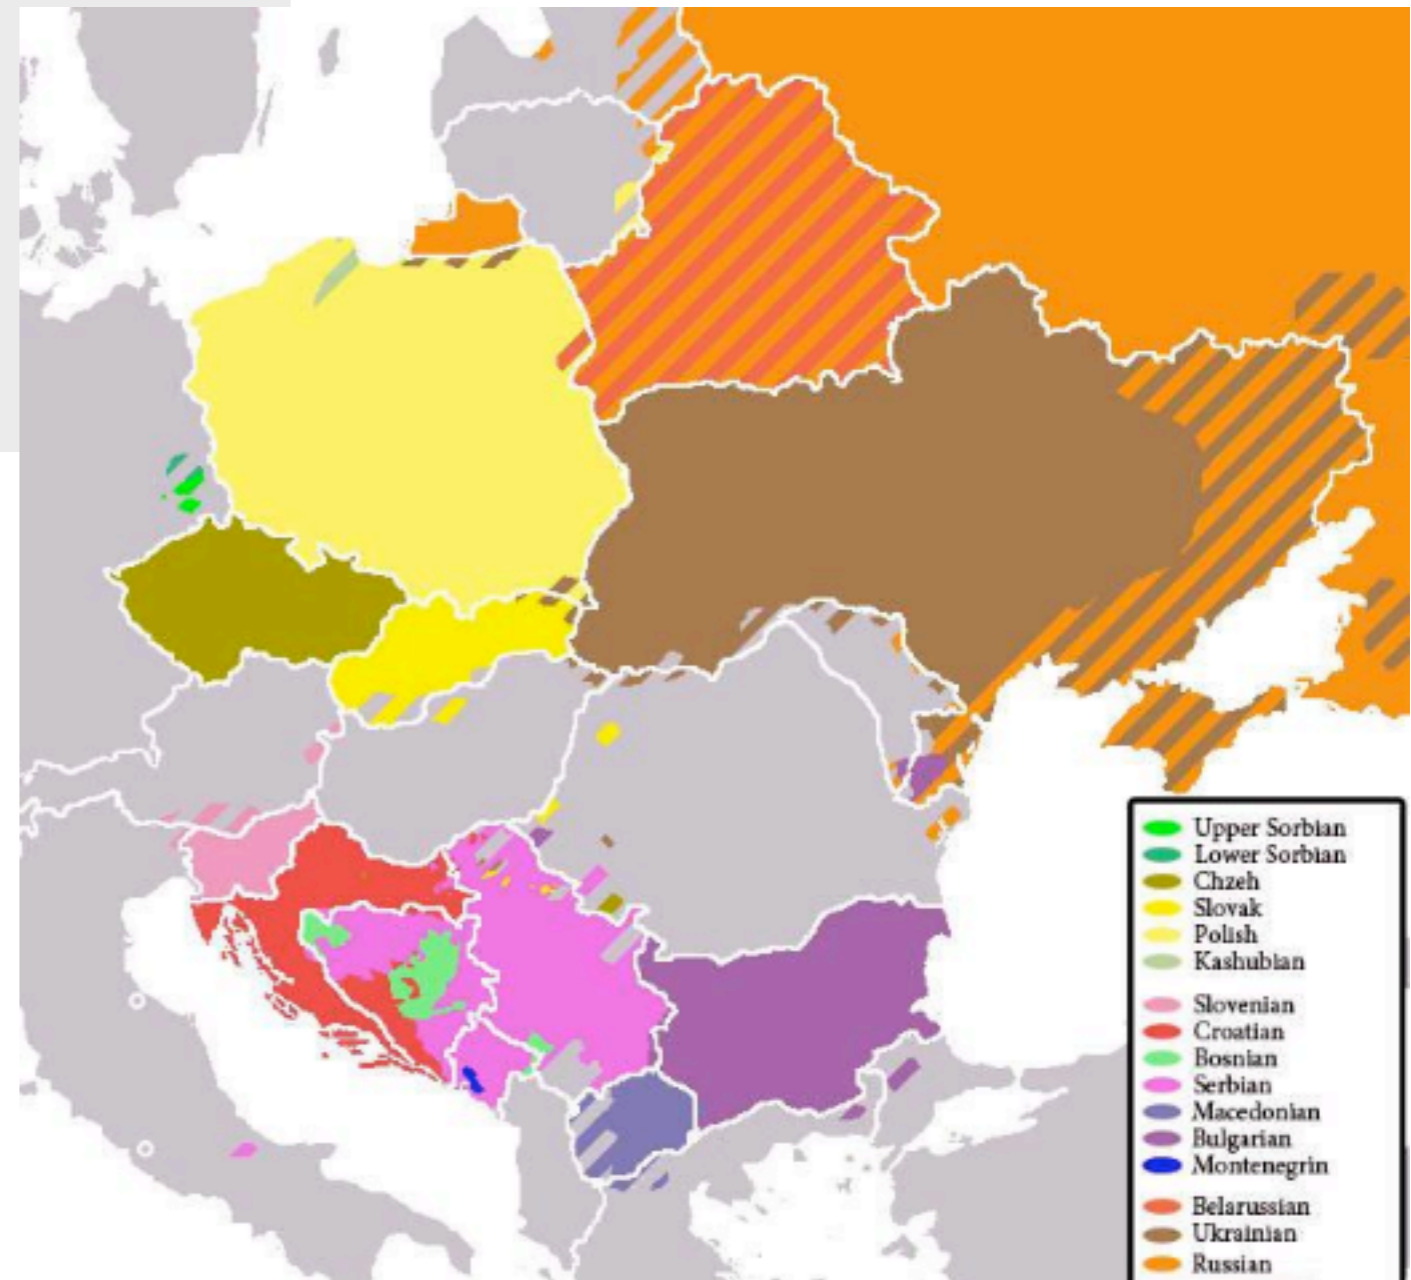 Upper Sorbian
Lower Sorbian
Chzeh
Slovak
Polish
Kashubian
Slovenian
Croatian
Bosnian
Serbian
Macedonian
Bulgarian
Montenegrin
Belarussian
Ukrainian
Russian